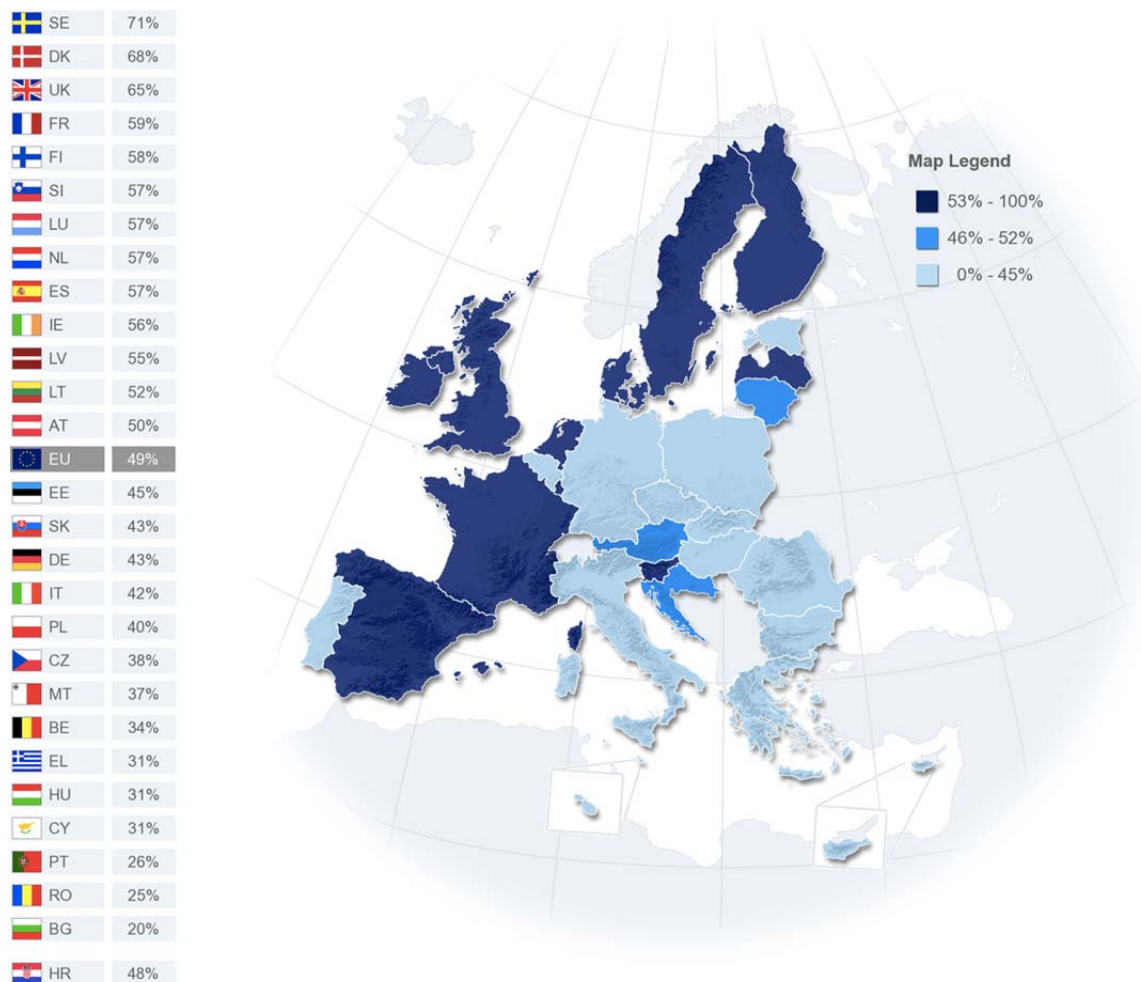 SE 71%
DK 68%
UK 65%
FR 59%
FI 58%
SI 57%
LU 57%
NL 57%
ES 57%
IE 56%
LV 55%
LT 52%
AT 50%
EU 49%
EE 45%
SK 43%
DE 43%
IT 42%
PL 40%
CZ 38%
MT 37%
BE 34%
EL 31%
HU 31%
CY 31%
PT 26%
RO 25%
BG 20%
HR 48%
Map Legend
53% - 100%
46% - 52%
0% - 45%